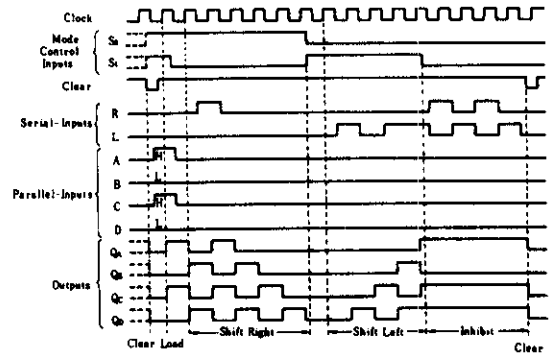 Clock
Mode Control Inputs
S₀
S₁
Clear
Serial-Inputs
R
L
Parallel-Inputs
A
H
B
L
C
H
D
L
Outputs
QA
QB
QC
QD
Shift Right
Shift Left
Inhibit
Clear
Load
Clear